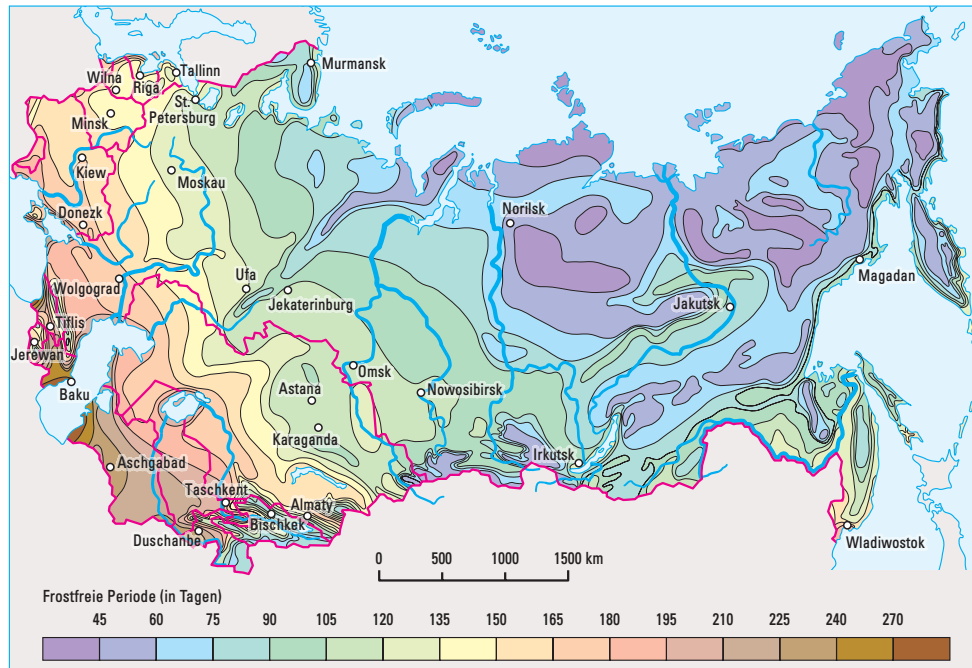 Murmansk
Tallinn
Wilna
Riga
St.-
Petersburg
Minsk
Kiew
Moskau
Donezk
Norilsk
Ufa
Wolgograd
Jekaterinburg
Magadan
Jakutsk
Tiflis
Jerewan
Omsk
Baku
Astana
Nowosibirsk
Karaganda
Irkutsk
Aschgabad
Taschkent
Almaty
Bischkek
Duschanbe
Wladiwostok
0 500 1000 1500 km
Frostfreie Periode (in Tagen)
45 60 75 90 105 120 135 150 165 180 195 210 225 240 260 270